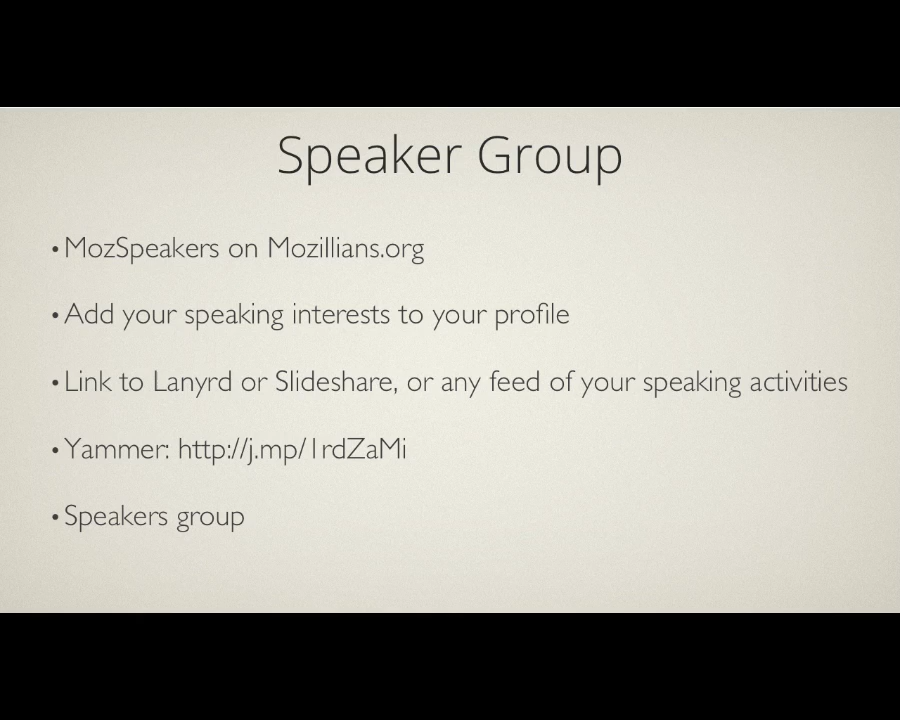 Speaker Group
• MozSpeakers on Mozillians.org
• Add your speaking interests to your profile
• Link to Lanyrd or Slideshare, or any feed of your speaking activities
• Yammer: http://j.mp/1rdZaMi
• Speakers group